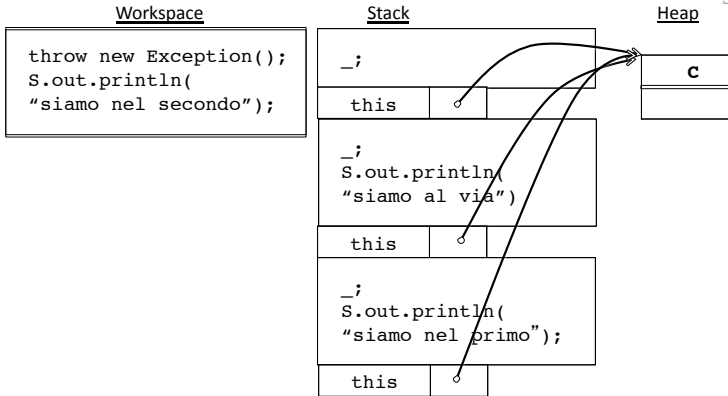 Workspace
Stack
Heap
throw new Exception();
S.out.println(
“siamo nel secondo”);
_;
this
C
_;
S.out.println(
“siamo al via”)
this
_;
S.out.println(
“siamo nel primo”);
this